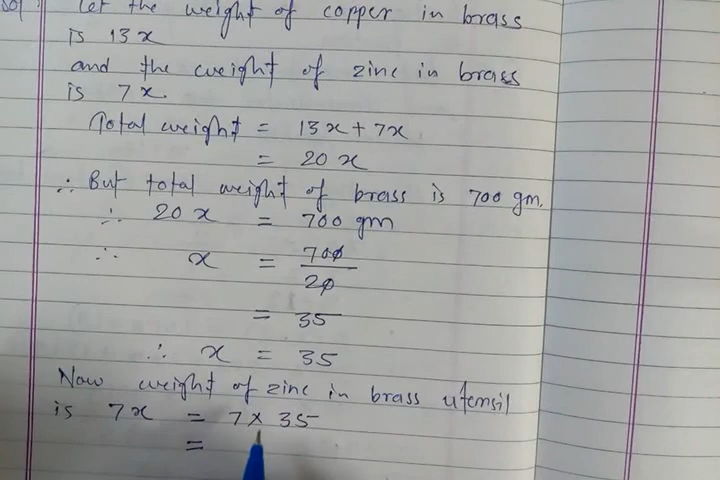 Sol : Let the weight of copper in brass
is 13x
and the weight of zinc in brass
is 7x.
Total weight = 13x + 7x
= 20x
∴ But total weight of brass is 700 gm.
∴ 20x = 700 gm
∴ x = 700/20
= 35
∴ x = 35
Now weight of zinc in brass utensil
is 7x = 7 × 35
=